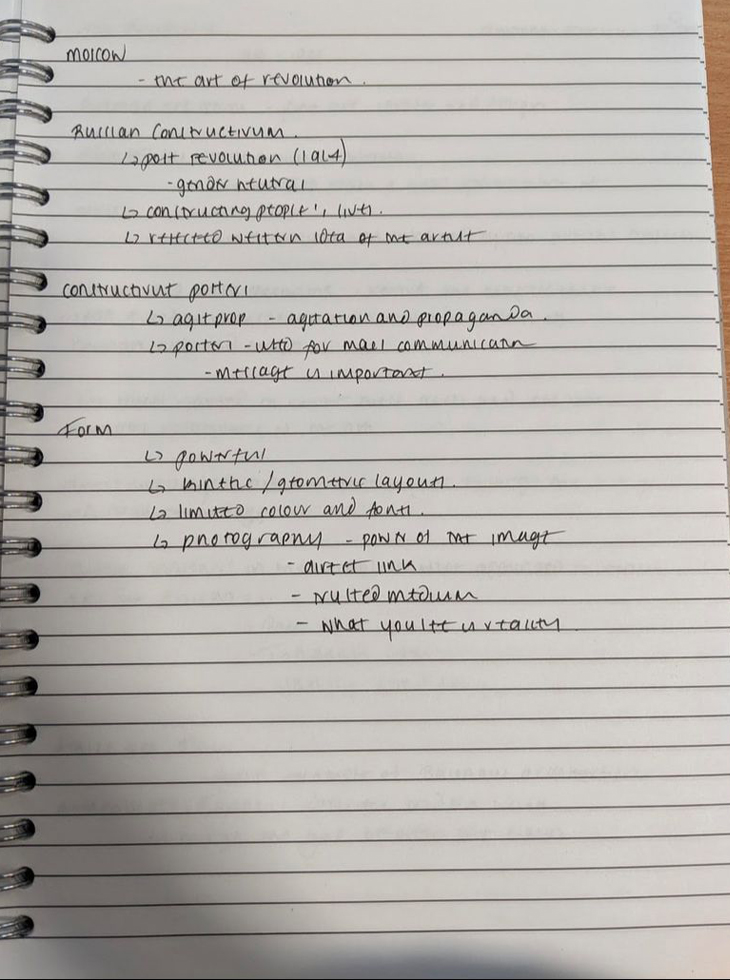 Moscow
- the art of revolution.
Russian Constructivism.
↳ post revolution (1914)
- gender neutral
↳ constructing people's lives.
↳ rejected western idea of the artist
Constructivist posters
↳ agitprop - agitation and propaganda.
↳ posters - used for mass communication
- message is important.
Form
↳ powerful
↳ kinetic / geometric layouts.
↳ limited colour and fonts.
↳ photography - power of the image
- direct link
- trusted medium
- what you see is reality